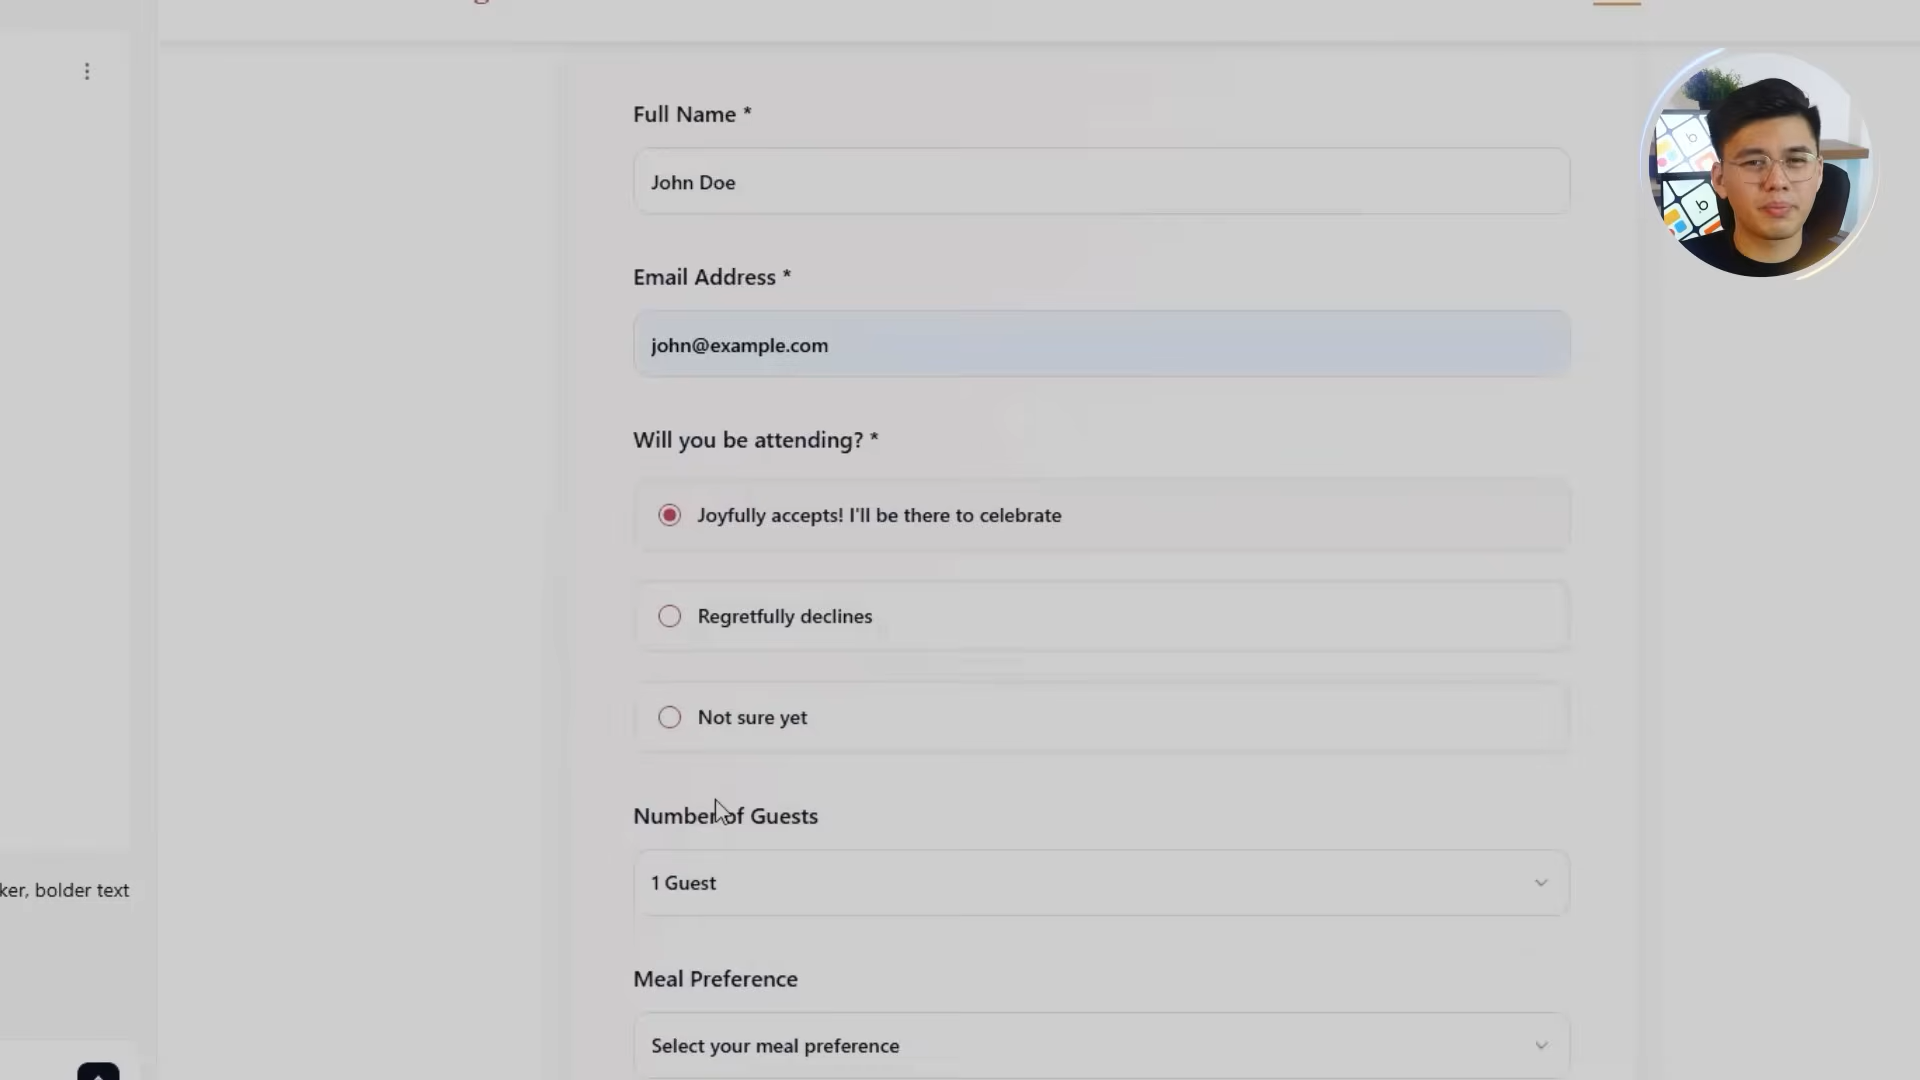 Full Name *
John Doe
Email Address *
john@example.com
Will you be attending? *
Joyfully accepts! I'll be there to celebrate
Regretfully declines
Not sure yet
Number of Guests
1 Guest
bolder text
Meal Preference
Select your meal preference